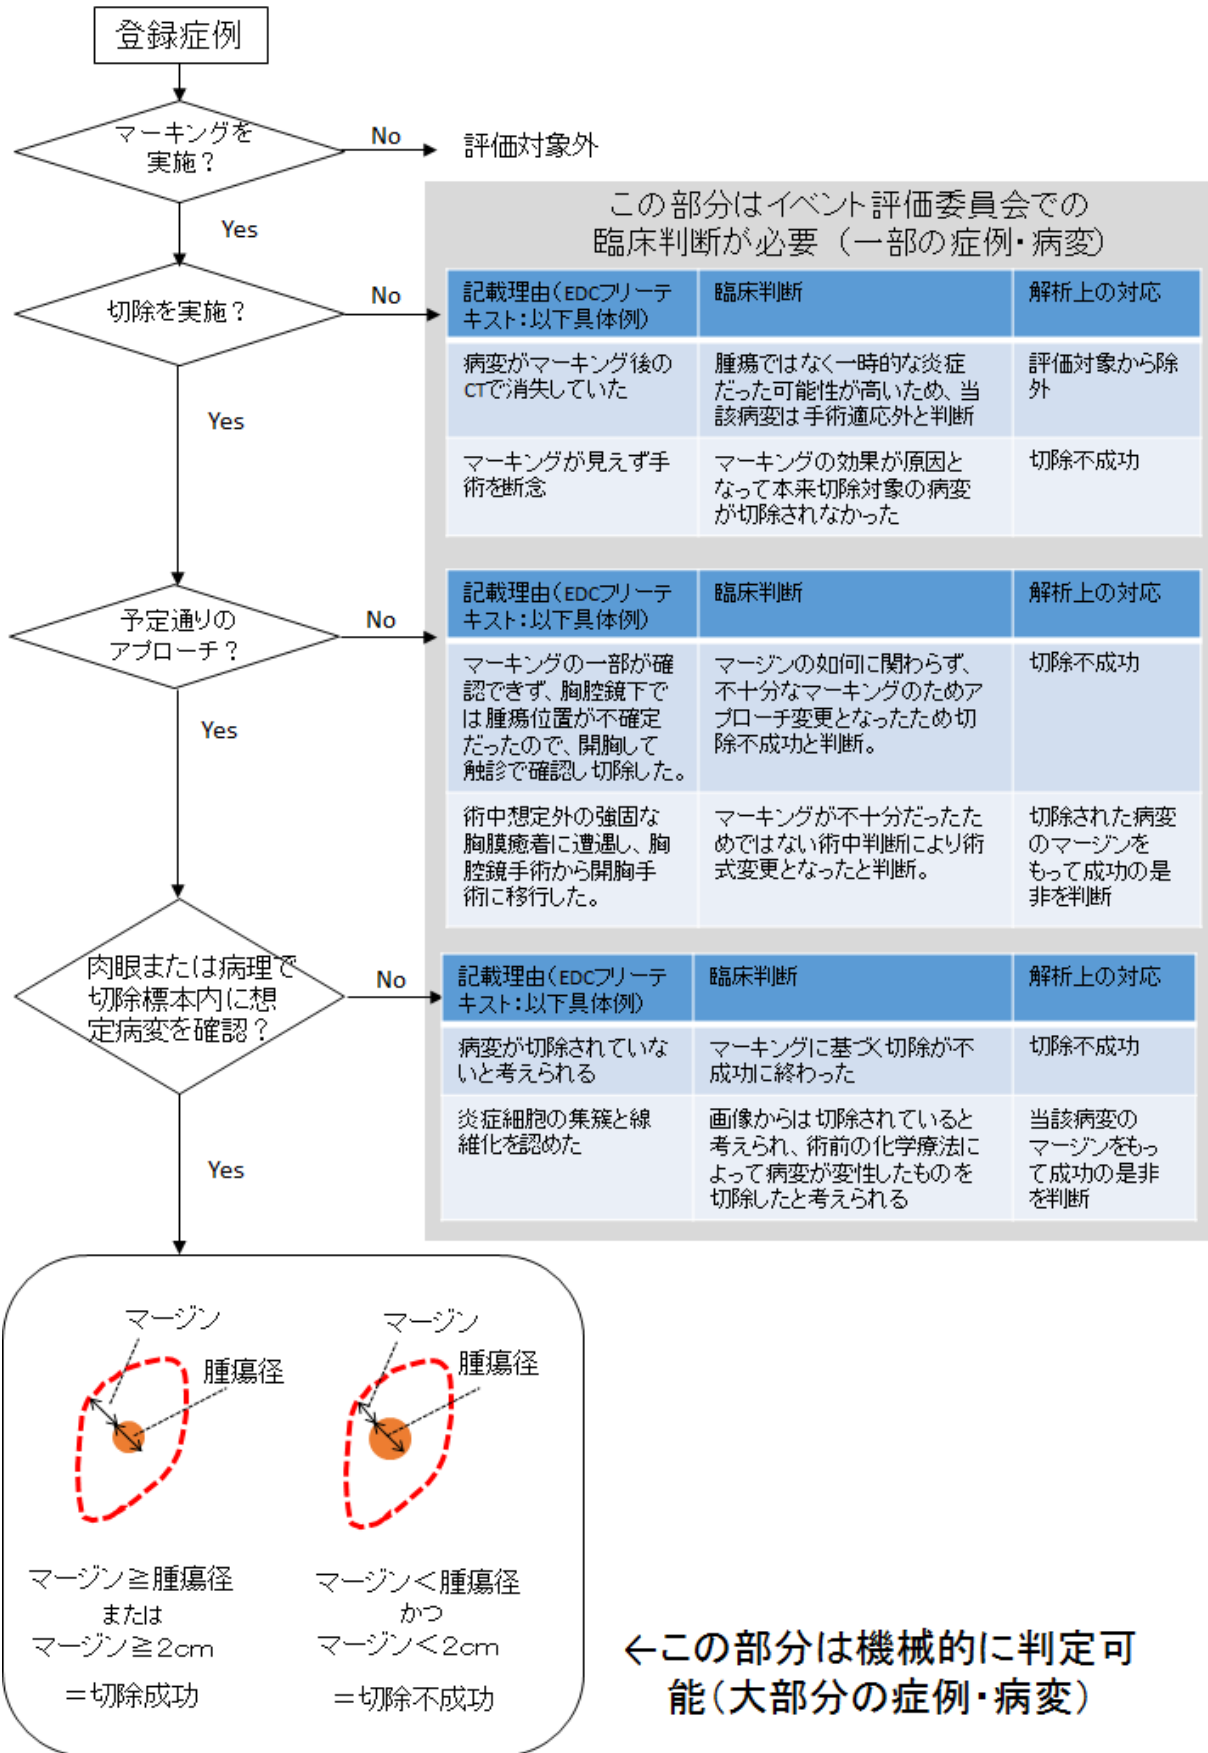 登録症例
マーキングを
実施？
No
評価対象外
Yes
この部分はイベント評価委員会での
臨床判断が必要（一部の症例・病変）
切除を実施？
No
記載理由（EDCフリーテ
キスト：以下具体例）
臨床判断
解析上の対応
病変がマーキング後の
CTで消失していた
腫瘍ではなく一時的な炎症
だった可能性が高いため、当
該病変は手術適応外と判断
評価対象から除
外
マーキングが見えず手
術を断念
マーキングの効果が原因と
なって本来切除対象の病変
が切除されなかった
切除不成功
Yes
予定通りの
アプローチ？
No
記載理由（EDCフリーテ
キスト：以下具体例）
臨床判断
解析上の対応
マーキングの一部が確
認できず、胸腔鏡下で
は腫瘍位置が不確定
だったので、開胸して
触診で確認し切除した。
マージンの如何に関わらず、
不十分なマーキングのためア
プローチ変更となったため切
除不成功と判断。
切除不成功
術中想定外の強固な
胸膜癒着に遭遇し、胸
腔鏡手術から開胸手
術に移行した。
マーキングが不十分だったた
めではない術中判断により術
式変更となったと判断。
切除された病変
のマージンを
もって成功の是
非を判断
Yes
肉眼または病理で
切除標本内に想
定病変を確認？
No
記載理由（EDCフリーテ
キスト：以下具体例）
臨床判断
解析上の対応
病変が切除されていな
いと考えられる
マーキングに基づく切除が不
成功に終わった
切除不成功
炎症細胞の集簇と線
維化を認めた
画像からは切除されていると
考えられ、術前の化学療法に
よって病変が変性したものを
切除したと考えられる
当該病変の
マージンをもっ
て成功の是非
を判断
Yes
マージン
腫瘍径
マージン≧腫瘍径
または
マージン≧2cm
＝切除成功
マージン
腫瘍径
マージン＜腫瘍径
かつ
マージン＜2cm
＝切除不成功
←この部分は機械的に判定可
能（大部分の症例・病変）